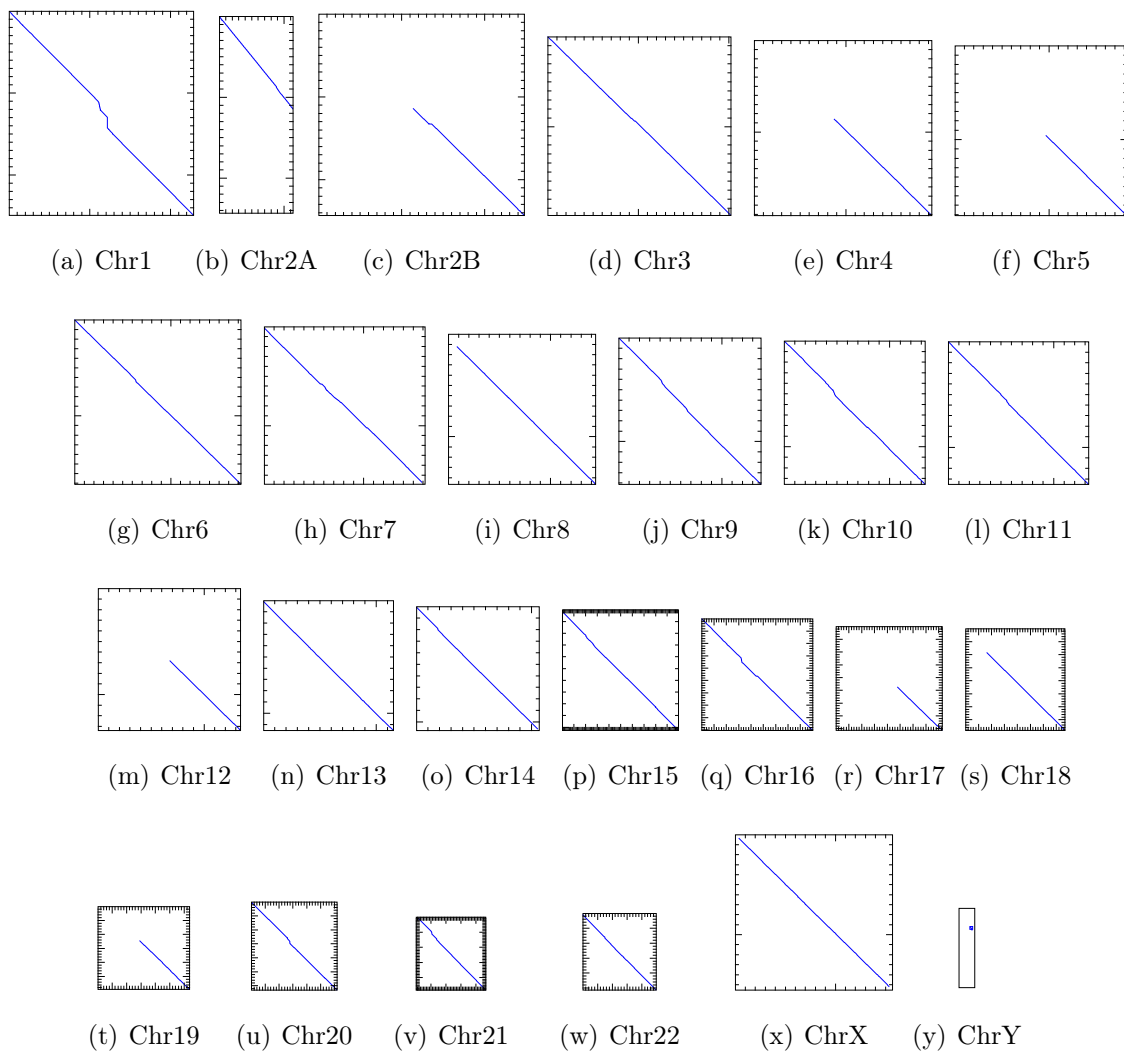 (a) Chr1
(b) Chr2A
(c) Chr2B
(d) Chr3
(e) Chr4
(f) Chr5
(g) Chr6
(h) Chr7
(i) Chr8
(j) Chr9
(k) Chr10
(l) Chr11
(m) Chr12
(n) Chr13
(o) Chr14
(p) Chr15
(q) Chr16
(r) Chr17
(s) Chr18
(t) Chr19
(u) Chr20
(v) Chr21
(w) Chr22
(x) ChrX
(y) ChrY